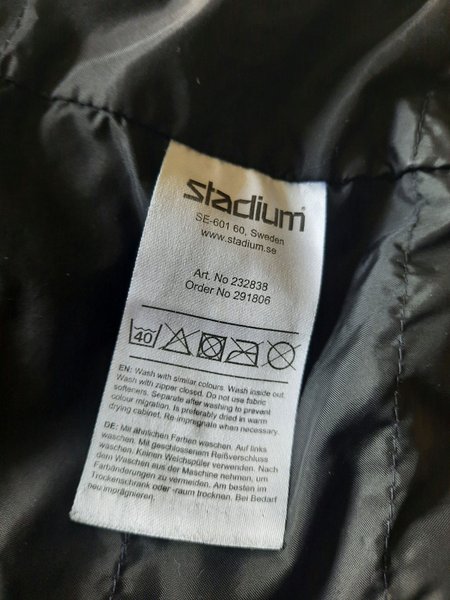 stadium
SE-601 60, Sweden
www.stadium.se
Art. No 232838
Order No 291806
40
EN: Wash with similar colours. Wash inside out.
Wash with zipper closed. Do not use fabric
softeners. Separate after washing to prevent
colour migration. Is preferably dried in warm
drying cabinet. Re-impregnate when necessary.
DE: Mit ähnlichen Farben waschen. Auf links
waschen. Mit geschlossenem Reißverschluss
waschen. Keinen Weichspüler verwenden. Nach
dem Waschen aus der Maschine nehmen, um
Farbänderungen zu vermeiden. Am besten im
Trockenschrank oder -raum trocknen. Bei Bedarf
neu imprägnieren.